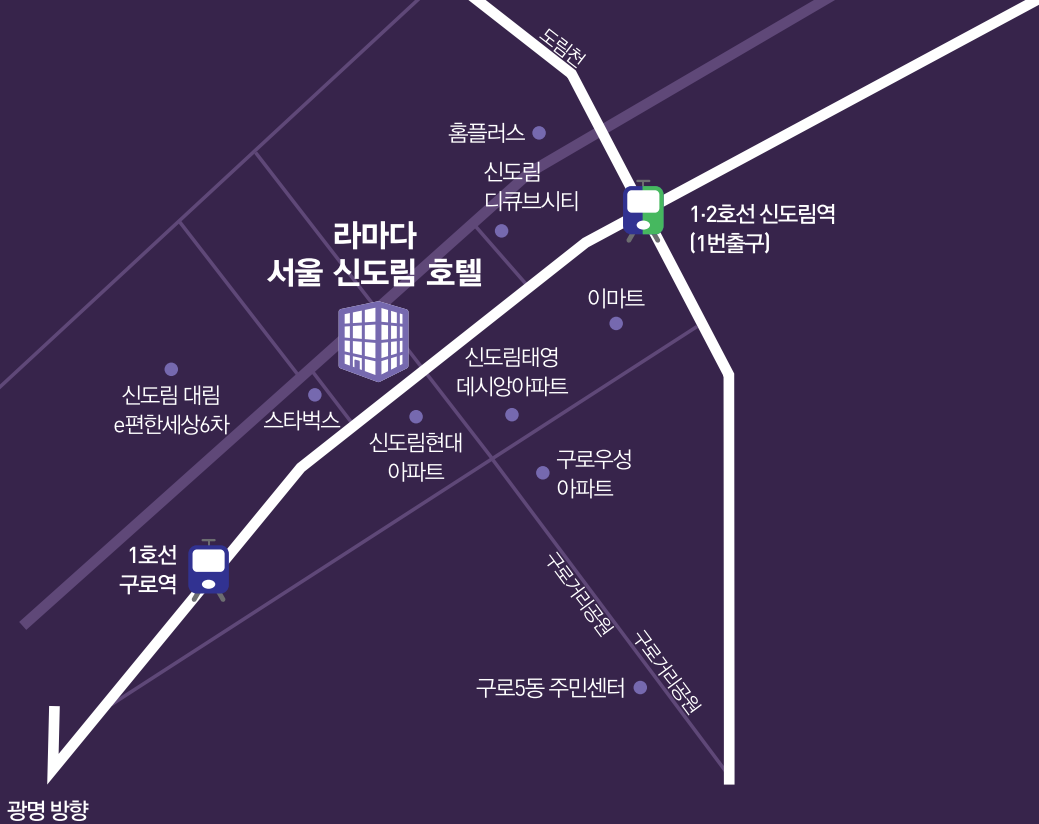 도림천
홈플러스
신도림
디큐브시티
1·2호선 신도림역
(1번출구)
라마다
서울 신도림 호텔
이마트
신도림태영
데시앙아파트
신도림 대림
e편한세상6차
스타벅스
신도림현대
아파트
구로우성
아파트
1호선
구로역
구로거리공원
구로거리공원
구로5동 주민센터
광명 방향